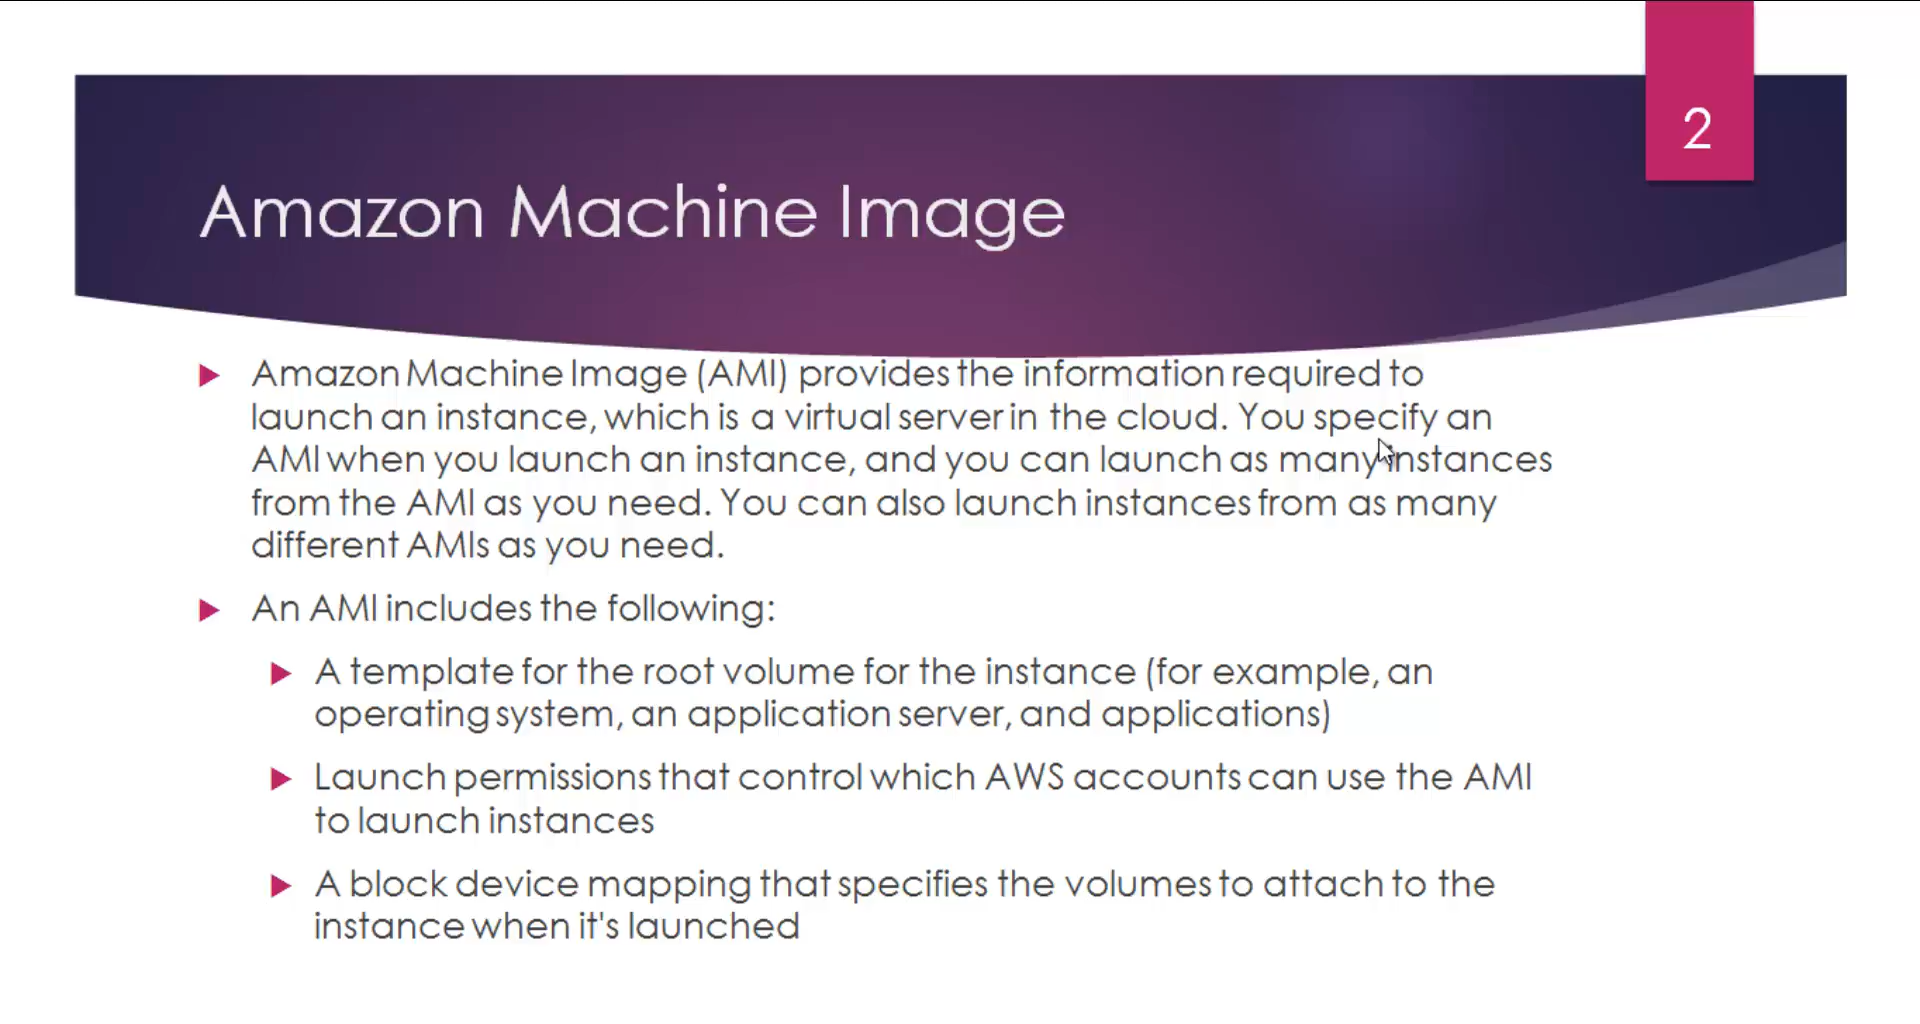 2
Amazon Machine Image
Amazon Machine Image (AMI) provides the information required to
launch an instance, which is a virtual server in the cloud. You specify an
AMI when you launch an instance, and you can launch as many instances
from the AMI as you need. You can also launch instances from as many
different AMIs as you need.
An AMI includes the following:
A template for the root volume for the instance (for example, an
operating system, an application server, and applications)
Launch permissions that control which AWS accounts can use the AMI
to launch instances
A block device mapping that specifies the volumes to attach to the
instance when it's launched